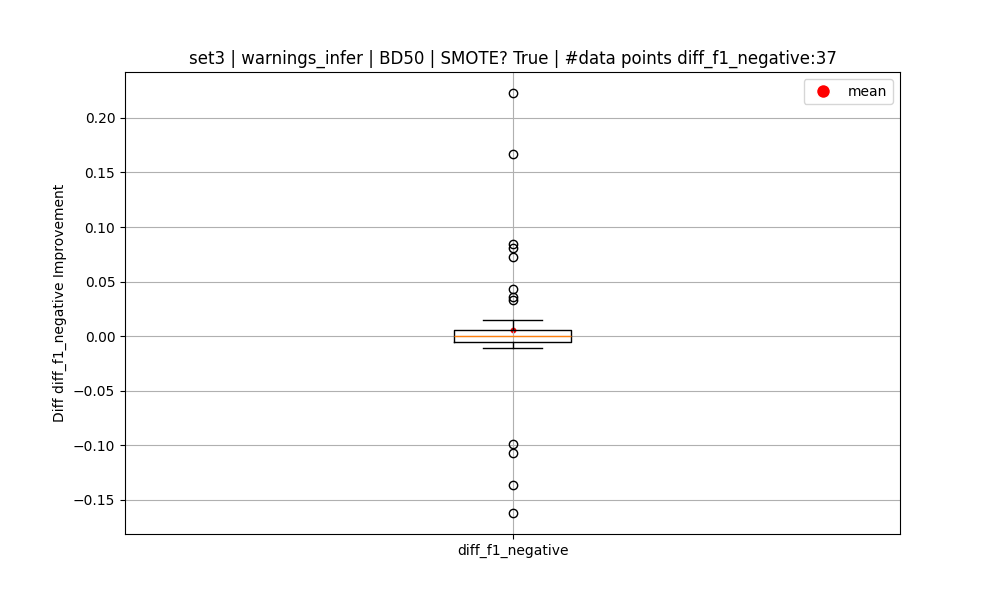 set3 | warnings_infer | BD50 | SMOTE? True | #data points diff_f1_negative:37
mean
0.20
0.15
0.10
0.05
0.00
−0.05
−0.10
−0.15
Diff diff_f1_negative Improvement
diff_f1_negative